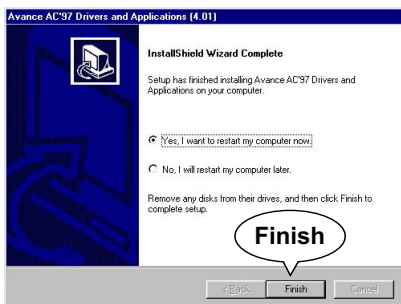 Avance AC'97 Drivers and Applications (4.01)
InstallShield Wizard Complete
Setup has finished installing Avance AC'97 Drivers and
Applications on your computer.
Yes, I want to restart my computer now.
No, I will restart my computer later.
Remove any disks from their drives, and then click Finish to
complete setup.
Finish
< Back Finish Cancel